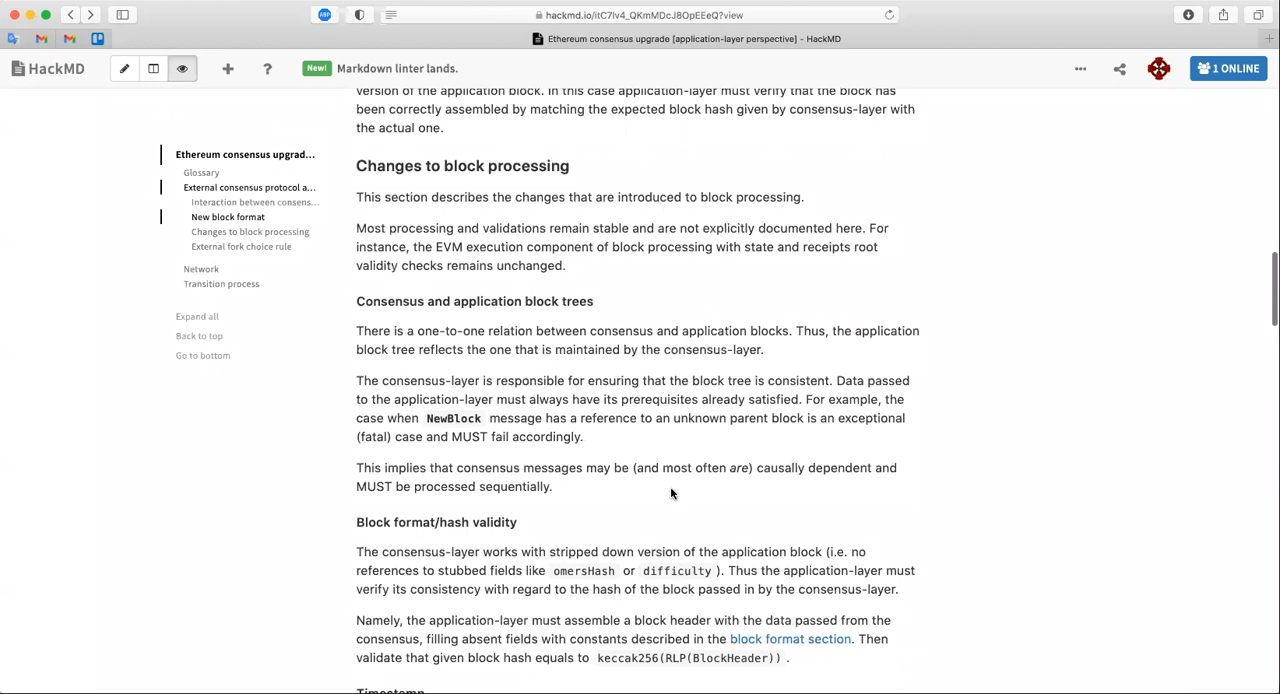 hackmd.io/itC7lv4_QKmMDcJ8OpEEeQ?view
Ethereum consensus upgrade [application-layer perspective] - HackMD
HackMD
New!
Markdown linter lands.
1 ONLINE
Ethereum consensus upgrad...
Glossary
External consensus protocol a...
Interaction between consens...
New block format
Changes to block processing
External fork choice rule
Network
Transition process
Expand all
Back to top
Go to bottom
version of the application block. In this case application-layer must verify that the block has
been correctly assembled by matching the expected block hash given by consensus-layer with
the actual one.
Changes to block processing
This section describes the changes that are introduced to block processing.
Most processing and validations remain stable and are not explicitly documented here. For
instance, the EVM execution component of block processing with state and receipts root
validity checks remains unchanged.
Consensus and application block trees
There is a one-to-one relation between consensus and application blocks. Thus, the application
block tree reflects the one that is maintained by the consensus-layer.
The consensus-layer is responsible for ensuring that the block tree is consistent. Data passed
to the application-layer must always have its prerequisites already satisfied. For example, the
case when NewBlock message has a reference to an unknown parent block is an exceptional
(fatal) case and MUST fail accordingly.
This implies that consensus messages may be (and most often are) causally dependent and
MUST be processed sequentially.
Block format/hash validity
The consensus-layer works with stripped down version of the application block (i.e. no
references to stubbed fields like omersHash or difficulty ). Thus the application-layer must
verify its consistency with regard to the hash of the block passed in by the consensus-layer.
Namely, the application-layer must assemble a block header with the data passed from the
consensus, filling absent fields with constants described in the block format section. Then
validate that given block hash equals to keccak256(RLP(BlockHeader)) .
Timestamp